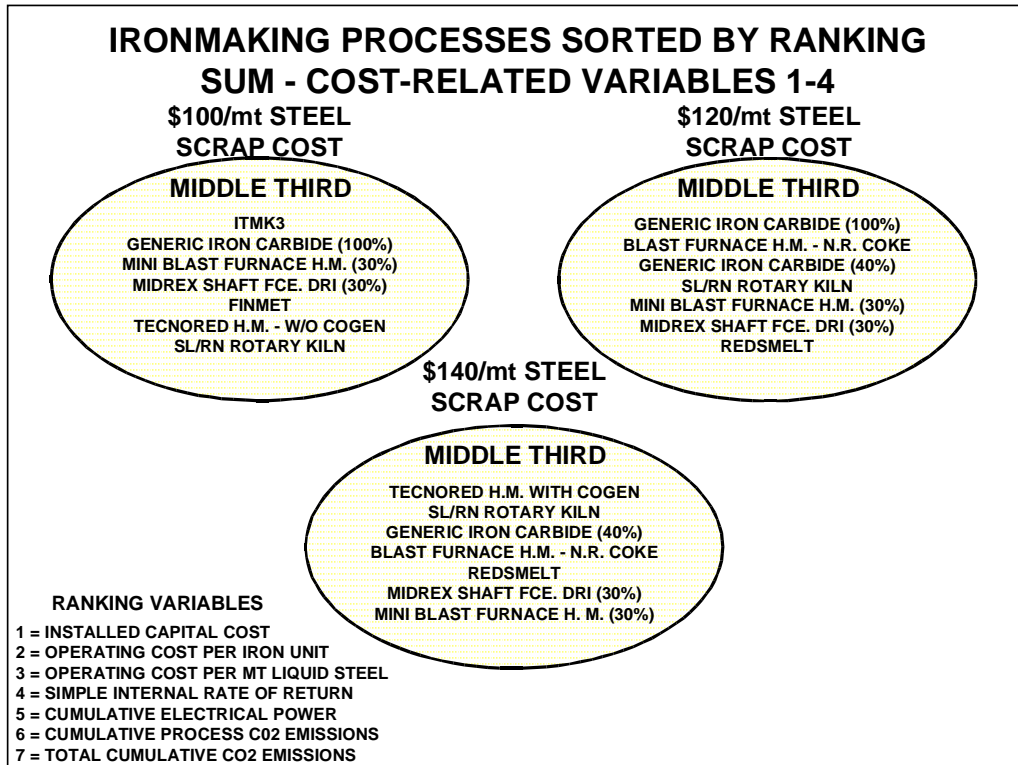 IRONMAKING PROCESSES SORTED BY RANKING
SUM - COST-RELATED VARIABLES 1-4
$100/mt STEEL
SCRAP COST
MIDDLE THIRD
ITMK3
GENERIC IRON CARBIDE (100%)
MINI BLAST FURNACE H.M. (30%)
MIDREX SHAFT FCE. DRI (30%)
FINMET
TECNORED H.M. - W/O COGEN
SL/RN ROTARY KILN
$120/mt STEEL
SCRAP COST
MIDDLE THIRD
GENERIC IRON CARBIDE (100%)
BLAST FURNACE H.M. - N.R. COKE
GENERIC IRON CARBIDE (40%)
SL/RN ROTARY KILN
MINI BLAST FURNACE H.M. (30%)
MIDREX SHAFT FCE. DRI (30%)
REDSMELT
$140/mt STEEL
SCRAP COST
MIDDLE THIRD
TECNORED H.M. WITH COGEN
SL/RN ROTARY KILN
GENERIC IRON CARBIDE (40%)
BLAST FURNACE H.M. - N.R. COKE
REDSMELT
MIDREX SHAFT FCE. DRI (30%)
MINI BLAST FURNACE H. M. (30%)
RANKING VARIABLES
1 = INSTALLED CAPITAL COST
2 = OPERATING COST PER IRON UNIT
3 = OPERATING COST PER MT LIQUID STEEL
4 = SIMPLE INTERNAL RATE OF RETURN
5 = CUMULATIVE ELECTRICAL POWER
6 = CUMULATIVE PROCESS C02 EMISSIONS
7 = TOTAL CUMULATIVE CO2 EMISSIONS